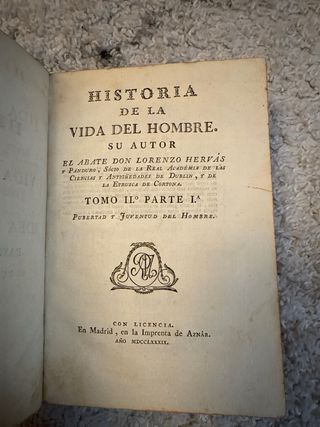 HISTORIA
DE LA
VIDA DEL HOMBRE.
SU AUTOR
EL ABATE DON LORENZO HERVÁS
Y PANDURO, SÓCIO DE LA REAL ACADÉMIA DE LAS
CIENCIAS Y ANTIGÜEDADES DE DUBLIN, Y DE
LA ETRUSCA DE CORTONA.
TOMO II.º PARTE I.ª
PUBERTAD Y JUVENTUD DEL HOMBRE.
CON LICENCIA.
En Madrid, en la Imprenta de AZNÁR.
AÑO MDCCLXXXIX.